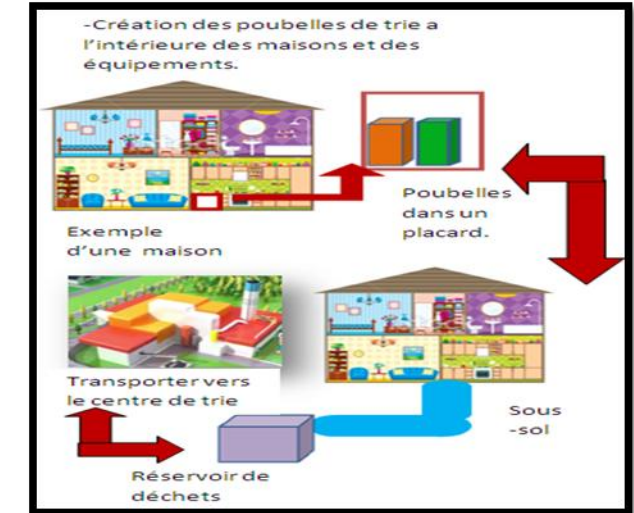 -Création des poubelles de trie a
l'intérieure des maisons et des
équipements.
Poubelles
dans un
placard.
Exemple
d'une maison
Transporter vers
le centre de trie
Sous
-sol
Réservoir de
déchets